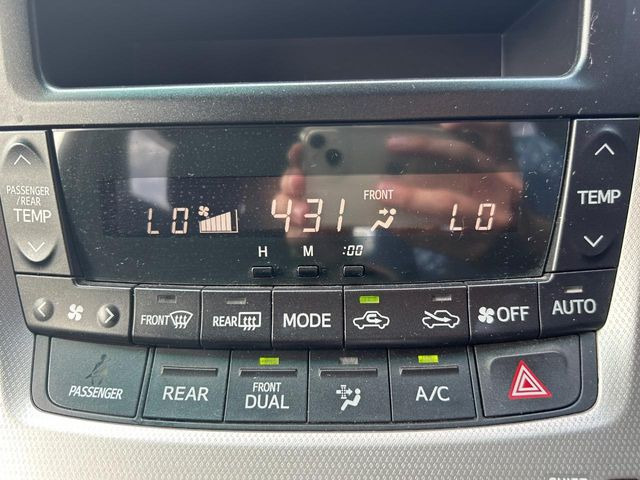 PASSENGER
/REAR
TEMP
FRONT
TEMP
LO
431
LO
H M :00
FRONT
REAR
MODE
OFF
AUTO
PASSENGER
REAR
FRONT
DUAL
A/C